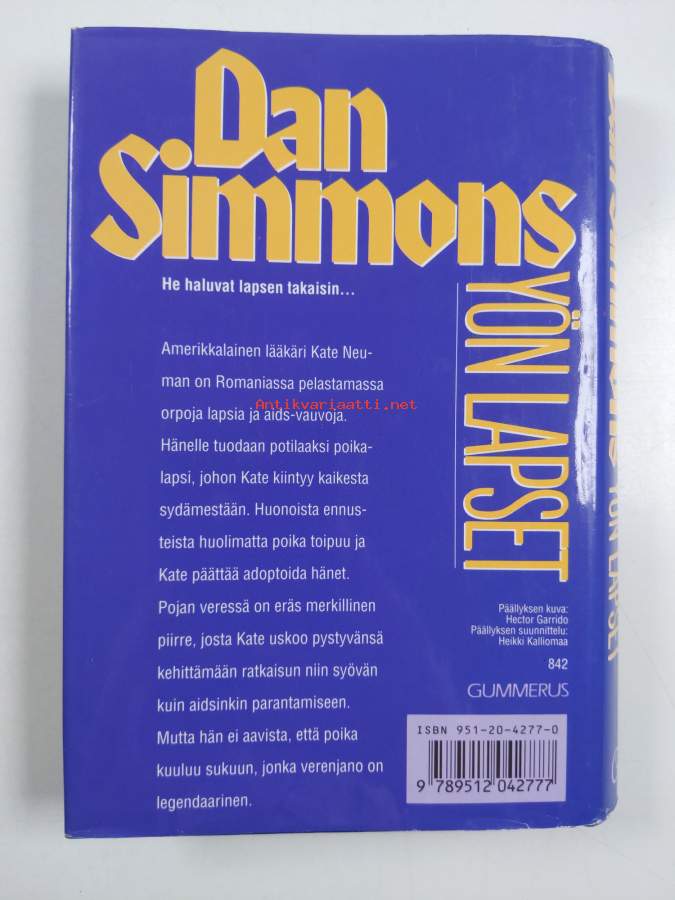 Dan
Simmons
YÖN LAPSET
He haluvat lapsen takaisin...
Amerikkalainen lääkäri Kate Neu-
man on Romaniassa pelastamassa
orpoja lapsia ja aids-vauvoja.
Hänelle tuodaan potilaaksi poika-
lapsi, johon Kate kiintyy kaikesta
sydämestään. Huonoista ennus-
teista huolimatta poika toipuu ja
Kate päättää adoptoida hänet.
Pojan veressä on eräs merkillinen
piirre, josta Kate uskoo pystyvänsä
kehittämään ratkaisun niin syövän
kuin aidsinkin parantamiseen.
Mutta hän ei aavista, että poika
kuuluu sukuun, jonka verenjano on
legendaarinen.
Antikvariaatti.net
Päällyksen kuva:
Hector Garrido
Päällyksen suunnittelu:
Heikki Kalliomaa
842
GUMMERUS
ISBN 951-20-4277-0
9 789512 042777
YÖN LAPSET